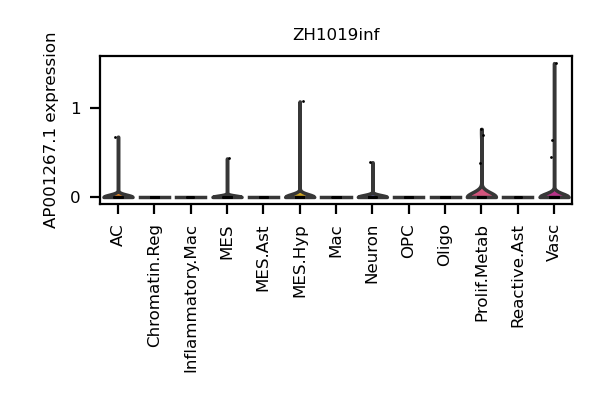 ZH1019inf
AP001267.1 expression
1
0
AC
Chromatin.Reg
Inflammatory.Mac
MES
MES.Ast
MES.Hyp
Mac
Neuron
OPC
Oligo
Prolif.Metab
Reactive.Ast
Vasc